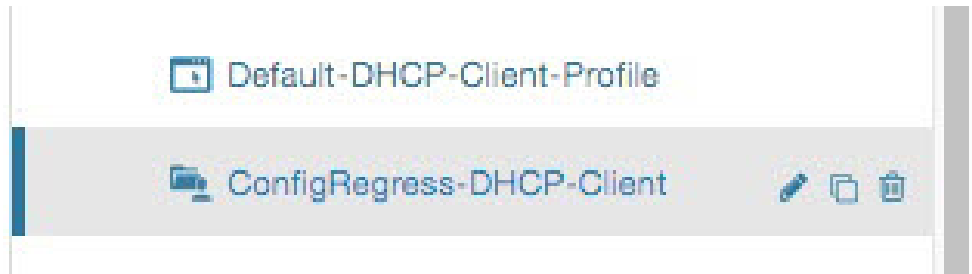 Default-DHCP-Client-Profile
ConfigRegress-DHCP-Client